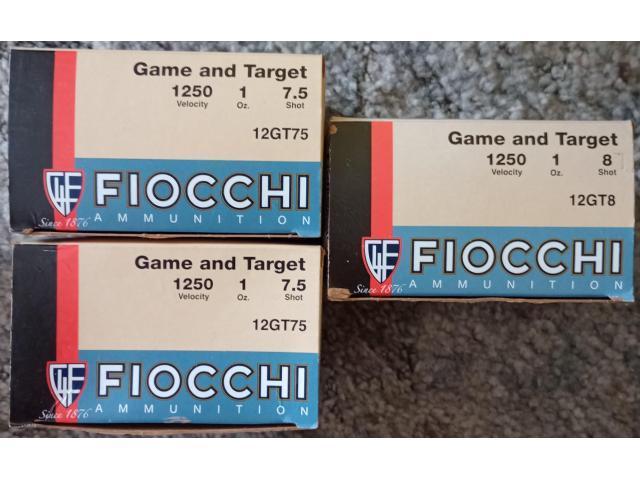 Game and Target
1250 1 7.5
Velocity Oz. Shot
12GT75
FIOCCHI
AMMUNITION
Since 1876
Game and Target
1250 1 7.5
Velocity Oz. Shot
12GT75
FIOCCHI
AMMUNITION
Since 1876
Game and Target
1250 1 8
Velocity Oz. Shot
12GT8
FIOCCHI
AMMUNITION
Since 1876